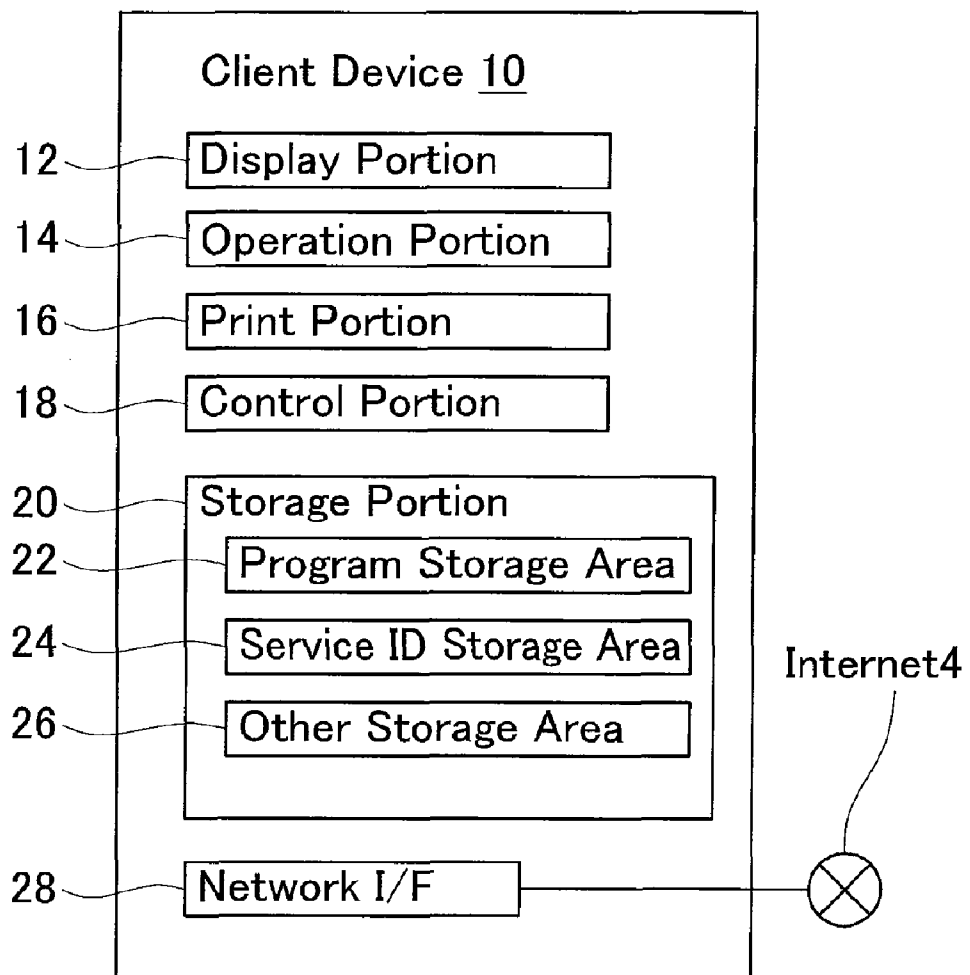 Client Device 10
12 Display Portion
14 Operation Portion
16 Print Portion
18 Control Portion
20 Storage Portion
22 Program Storage Area
24 Service ID Storage Area
Internet4
26 Other Storage Area
28 Network I/F